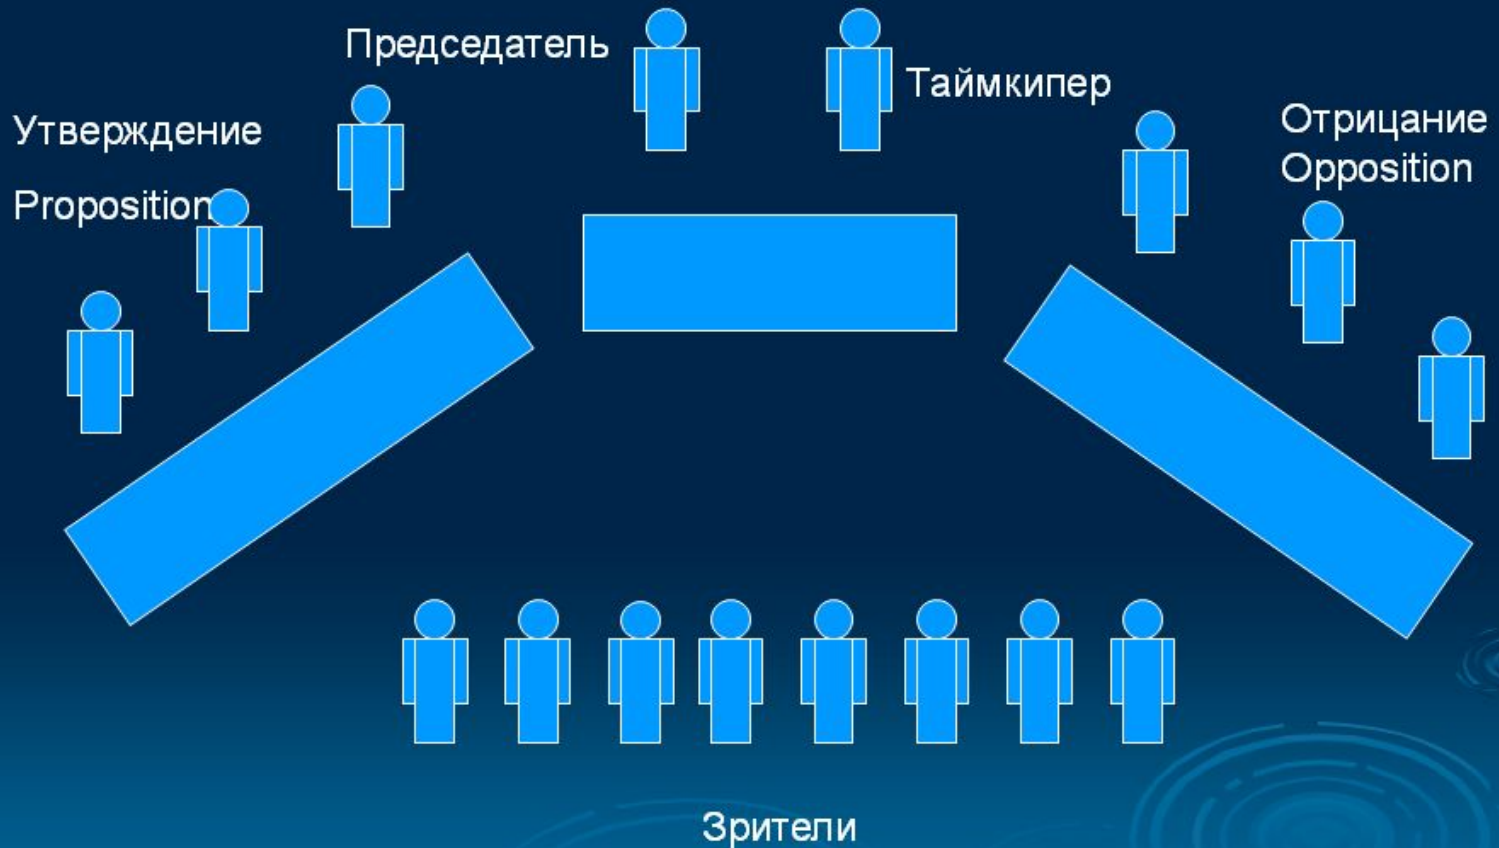 Председатель
Таймкипер
Утверждение
Proposition
Отрицание
Opposition
Зрители